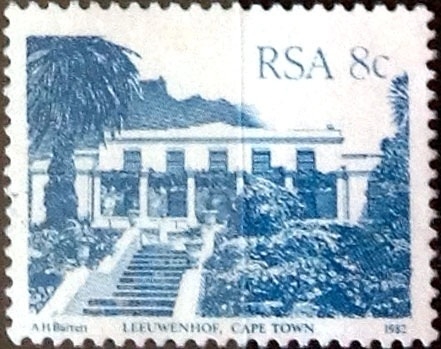 RSA 8c
A H Barrett LEEUWENHOF, CAPE TOWN 1982